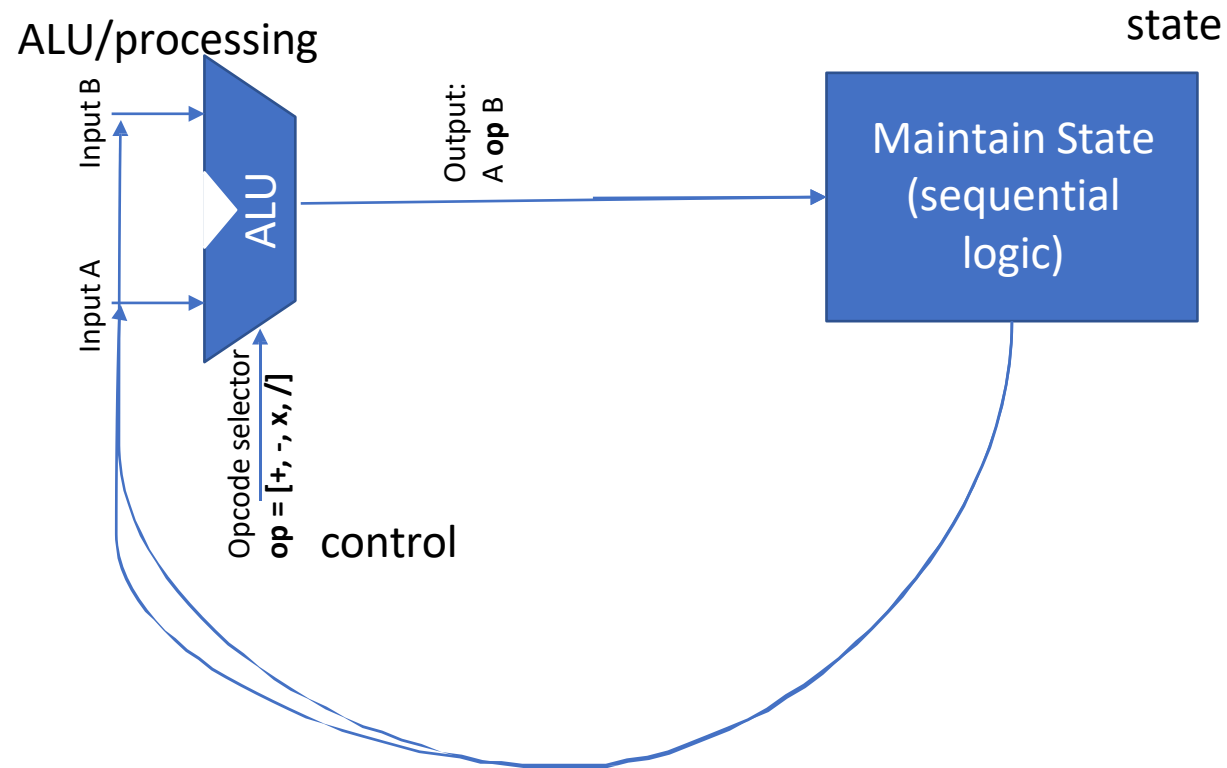 ALU/processing
state
Input B
Input A
ALU
Output:
A op B
Maintain State
(sequential
logic)
Opcode selector
op = [+, -, x, /]
control